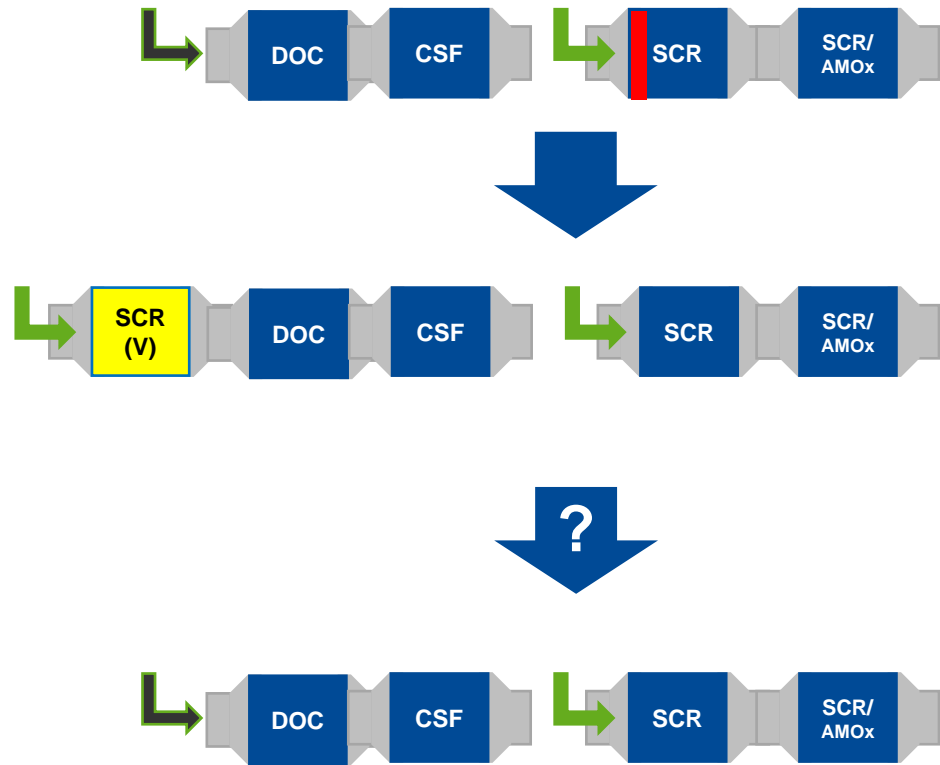 DOC
CSF
SCR
SCR/
AMOx
SCR
(V)
DOC
CSF
SCR
SCR/
AMOx
?
DOC
CSF
SCR
SCR/
AMOx